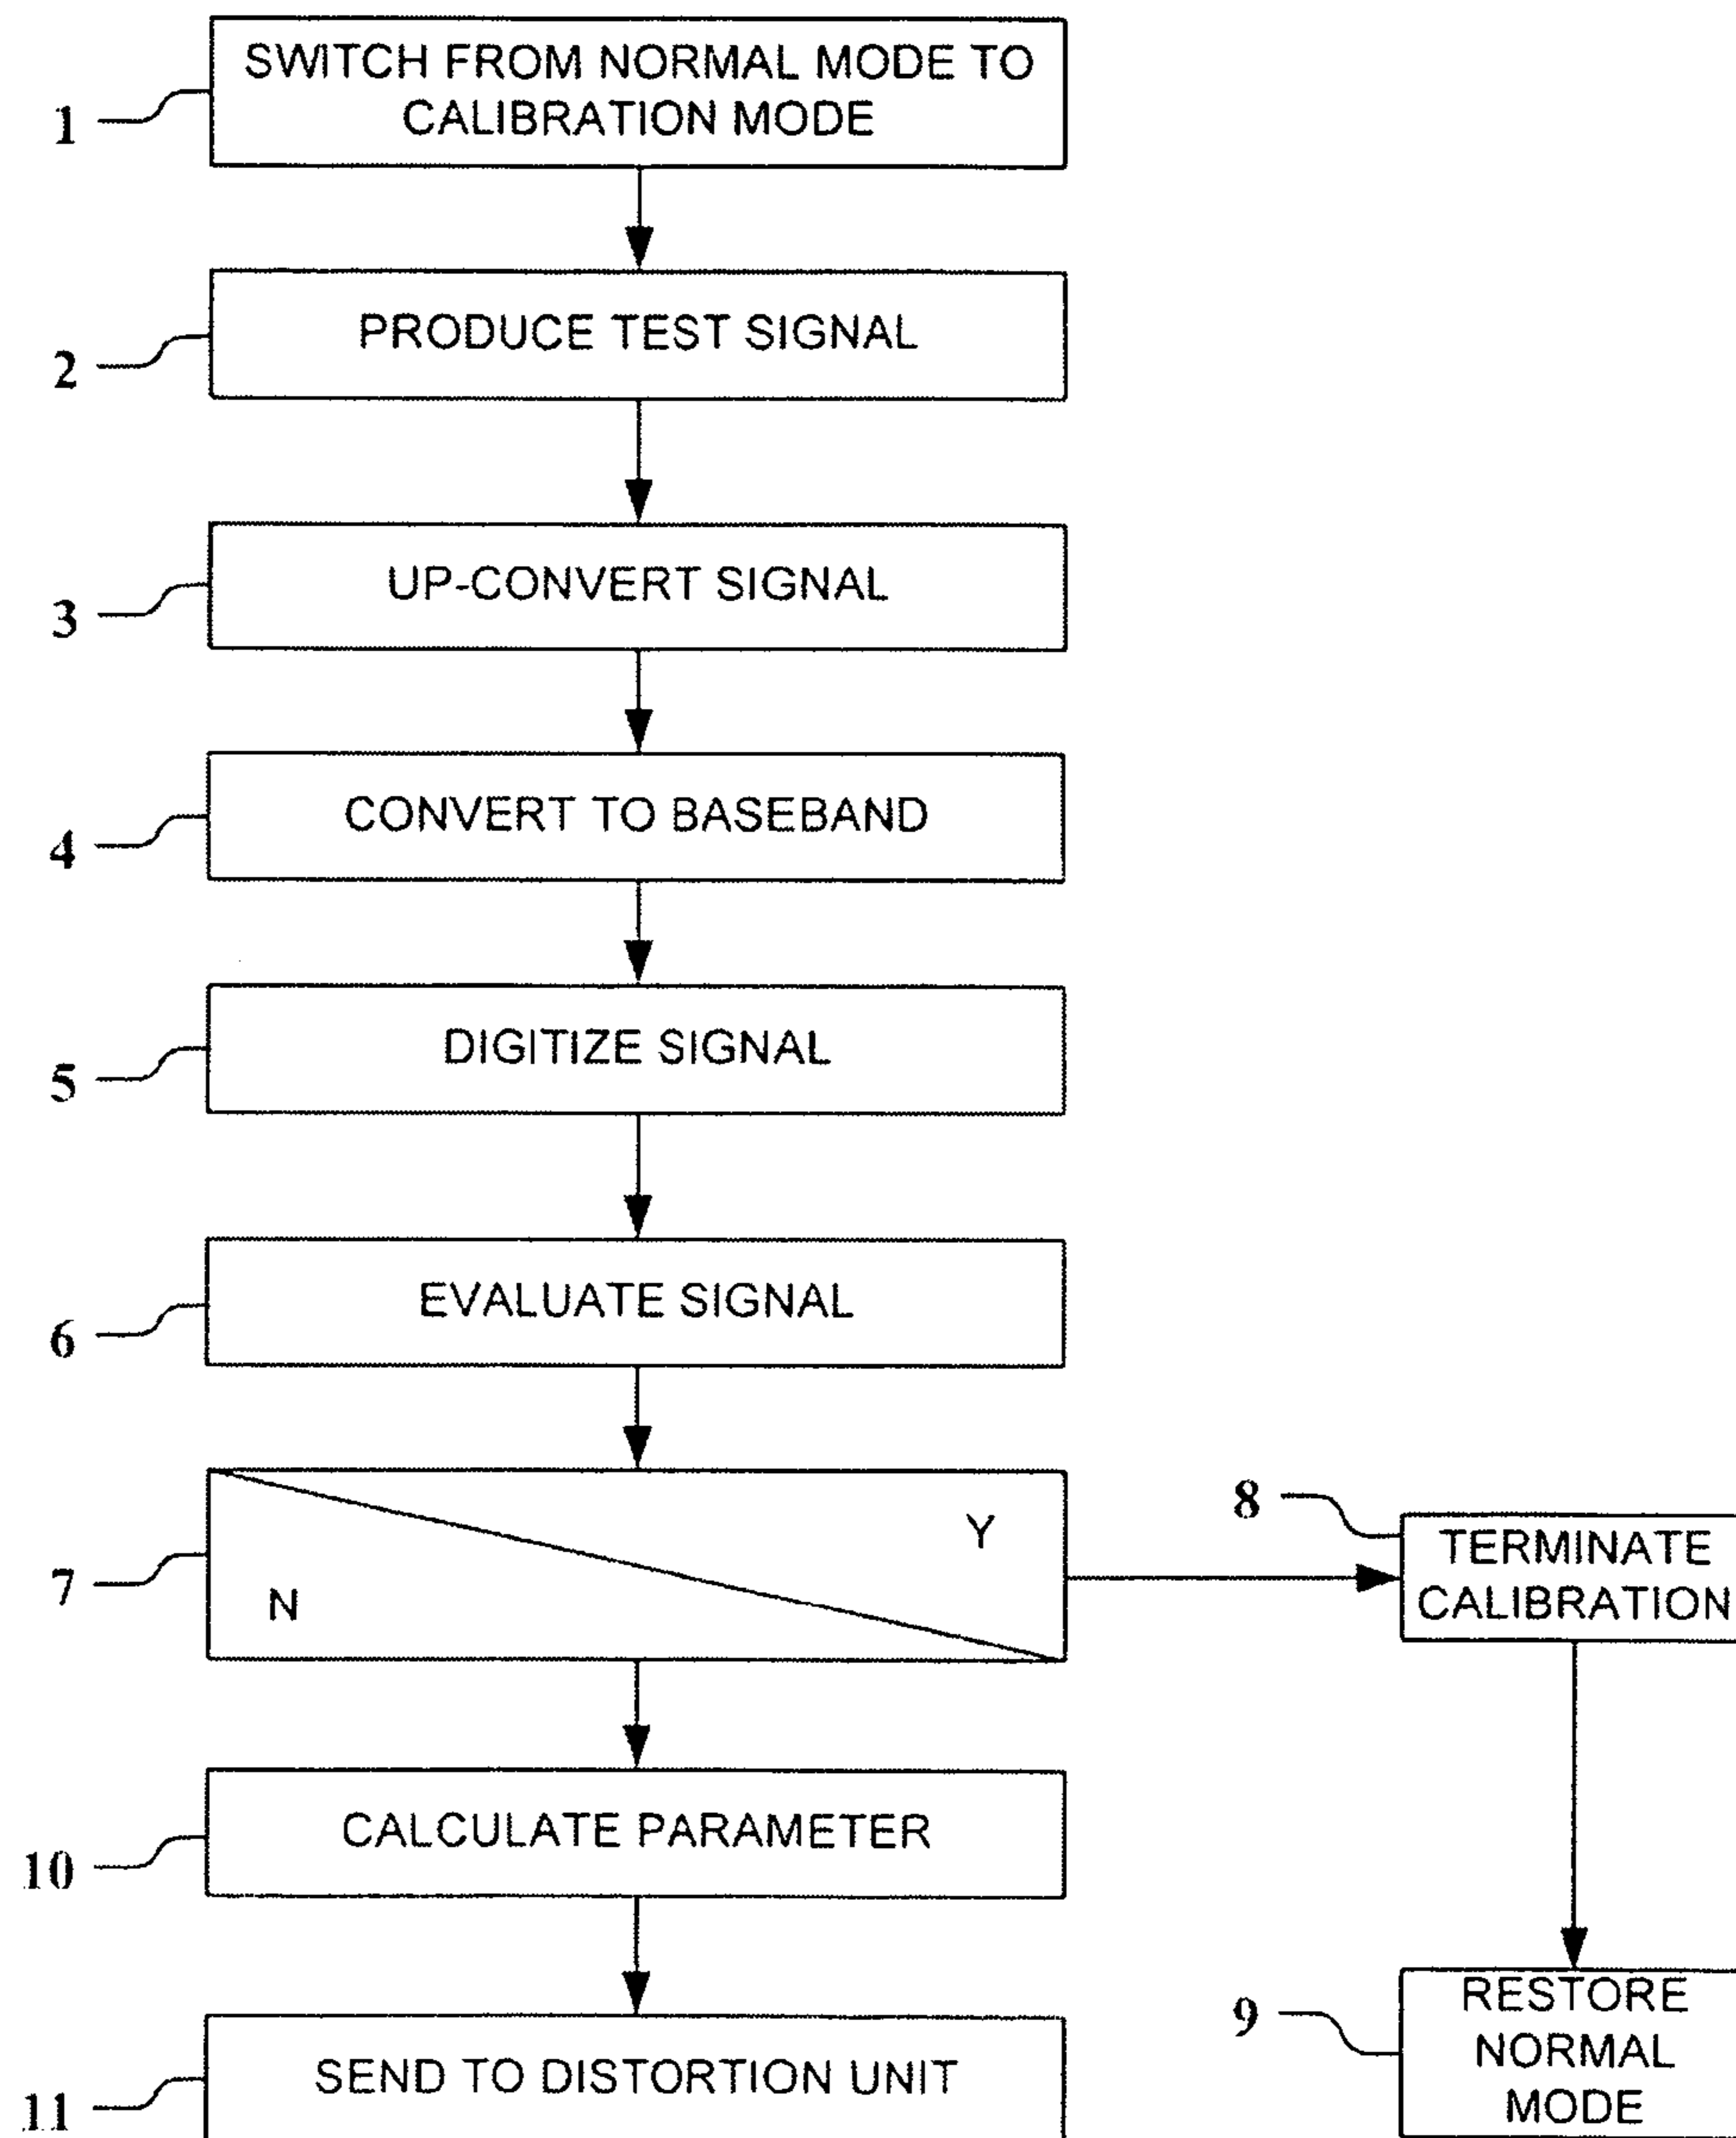 SWITCH FROM NORMAL MODE TO
CALIBRATION MODE
1
PRODUCE TEST SIGNAL
2
UP-CONVERT SIGNAL
3
CONVERT TO BASEBAND
4
DIGITIZE SIGNAL
5
EVALUATE SIGNAL
6
Y
N
7
8
TERMINATE
CALIBRATION
CALCULATE PARAMETER
10
RESTORE
NORMAL
MODE
9
SEND TO DISTORTION UNIT
11